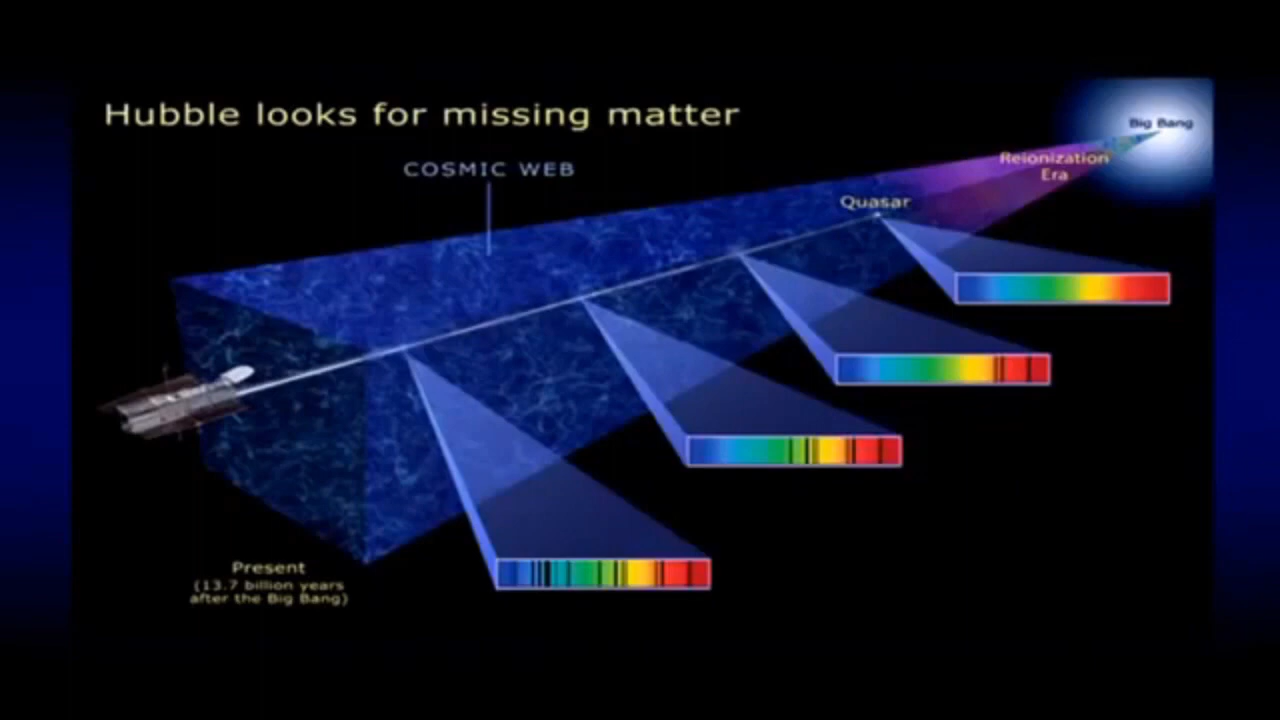 Hubble looks for missing matter
COSMIC WEB
Big Bang
Reionization
Era
Quasar
Present
(13.7 billion years
after the Big Bang)